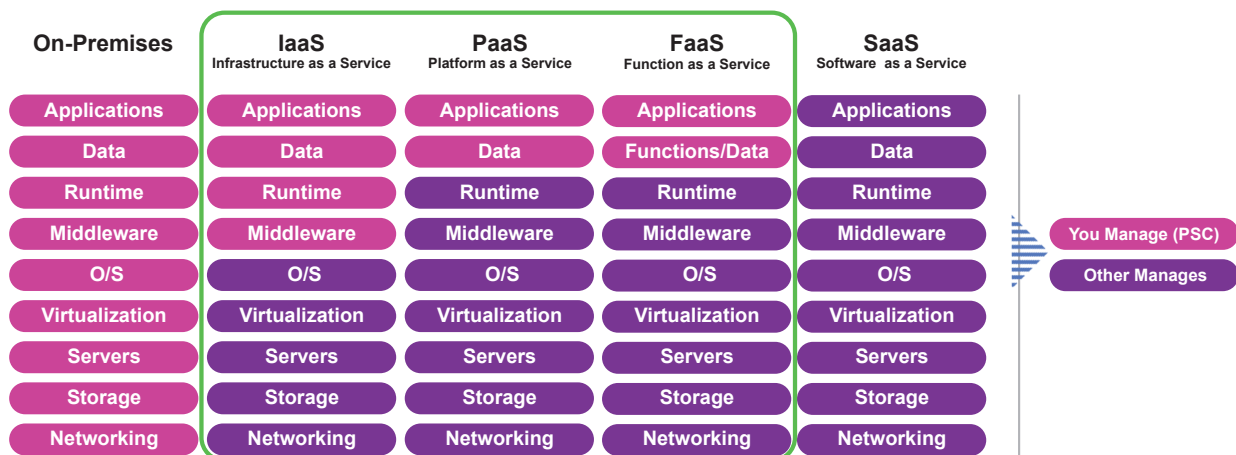 On-Premises IaaS PaaS FaaS SaaS
Infrastructure as a Service Platform as a Service Function as a Service Software as a Service
Applications Applications Applications Applications Applications
Data Data Data Functions/Data Data
Runtime Runtime Runtime Runtime Runtime
Middleware Middleware Middleware Middleware Middleware
You Manage (PSC)
O/S O/S O/S O/S O/S
Other Manages
Virtualization Virtualization Virtualization Virtualization Virtualization
Servers Servers Servers Servers Servers
Storage Storage Storage Storage Storage
Networking Networking Networking Networking Networking